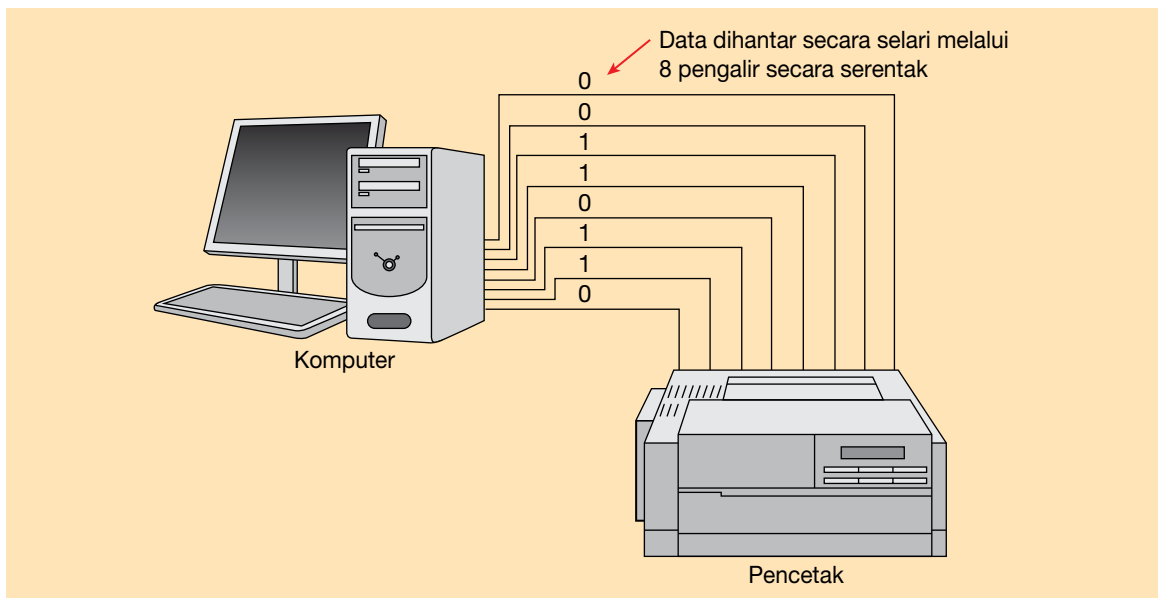 Data dihantar secara selari melalui
8 pengalir secara serentak
0
0
1
1
0
1
1
0
Komputer
Pencetak